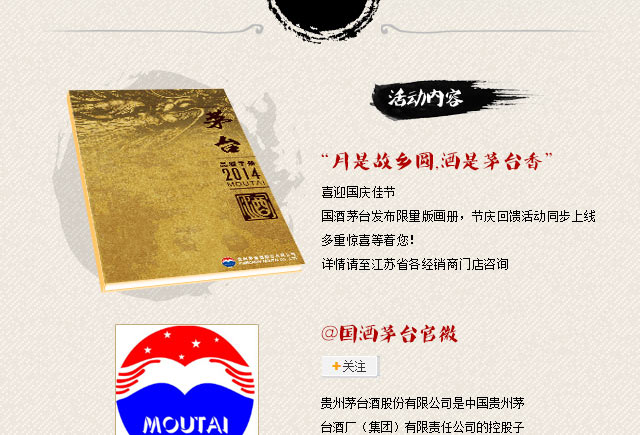 活动内容
茅台
2014
MOUTAI
酒
“月是故乡圆,酒是茅台香”
喜迎国庆佳节
国酒茅台发布限量版画册，节庆回馈活动同步上线
多重惊喜等着您！
详情请至江苏省各经销商门店咨询
@国酒茅台官微
+关注
MOUTAI
贵州茅台酒股份有限公司是中国贵州茅
台酒厂（集团）有限责任公司的控股子